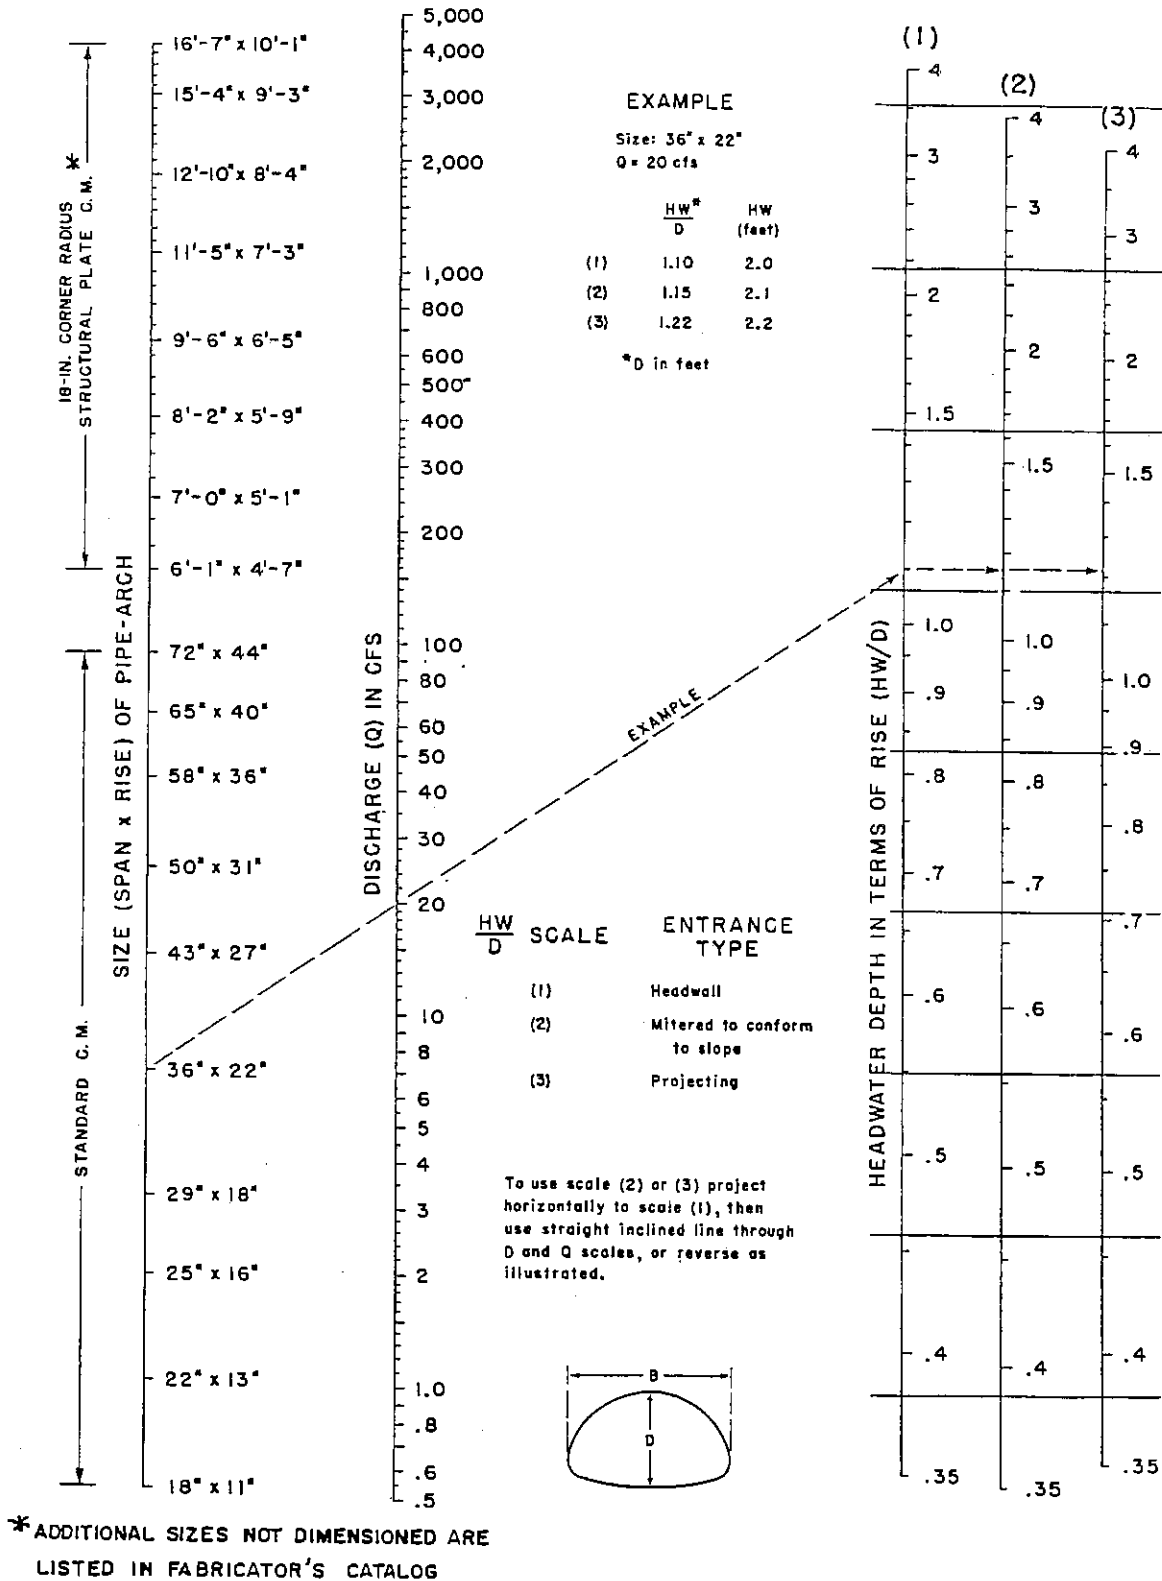 16'-7" x 10'-1"
15'-4" x 9'-3"
12'-10" x 8'-4"
11'-5" x 7'-3"
9'-6" x 6'-5"
8'-2" x 5'-9"
7'-0" x 5'-1"
6'-1" x 4'-7"
72" x 44"
65" x 40"
58" x 36"
50" x 31"
43" x 27"
36" x 22"
29" x 18"
25" x 16"
22" x 13"
18" x 11"
18-IN. CORNER RADIUS
STRUCTURAL PLATE C.M. *
STANDARD C.M.
SIZE (SPAN x RISE) OF PIPE-ARCH
5,000
4,000
3,000
2,000
1,000
800
600
500
400
300
200
100
80
60
50
40
30
20
10
8
6
5
4
3
2
1.0
.8
.6
.5
DISCHARGE (Q) IN CFS
EXAMPLE
Size: 36" x 22"
Q = 20 cfs
HW* HW
D (feet)
(1) 1.10 2.0
(2) 1.15 2.1
(3) 1.22 2.2
*D in feet
EXAMPLE
HW
D SCALE ENTRANCE
TYPE
(1) Headwall
(2) Mitered to conform
to slope
(3) Projecting
To use scale (2) or (3) project
horizontally to scale (1), then
use straight inclined line through
D and Q scales, or reverse as
illustrated.
B
D
HEADWATER DEPTH IN TERMS OF RISE (HW/D)
(1)
4
3
2
1.5
1.0
.9
.8
.7
.6
.5
.4
.35
(2)
4
3
2
1.5
1.0
.9
.8
.7
.6
.5
.4
.35
(3)
4
3
2
1.5
1.0
.9
.8
.7
.6
.5
.4
.35
*ADDITIONAL SIZES NOT DIMENSIONED ARE
LISTED IN FABRICATOR'S CATALOG